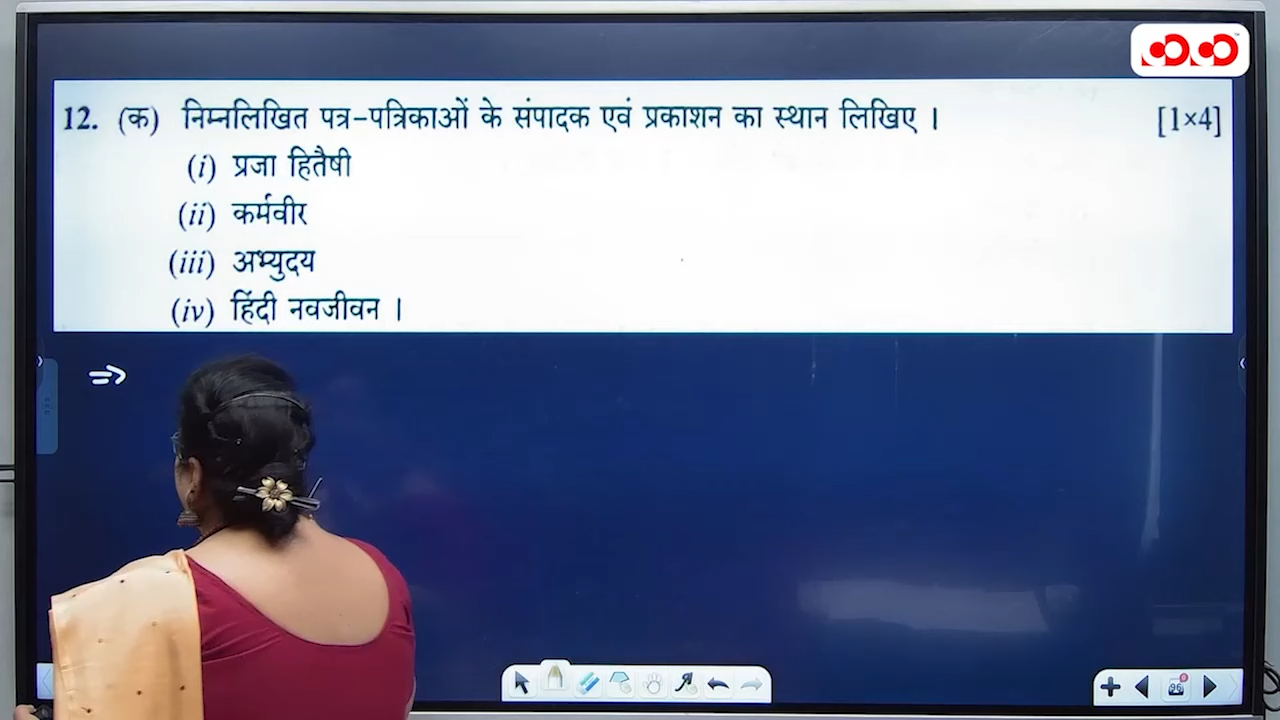 12. (क) निम्नलिखित पत्र-पत्रिकाओं के संपादक एवं प्रकाशन का स्थान लिखिए । [1×4]
(i) प्रजा हितैषी
(ii) कर्मवीर
(iii) अभ्युदय
(iv) हिंदी नवजीवन ।
⇒